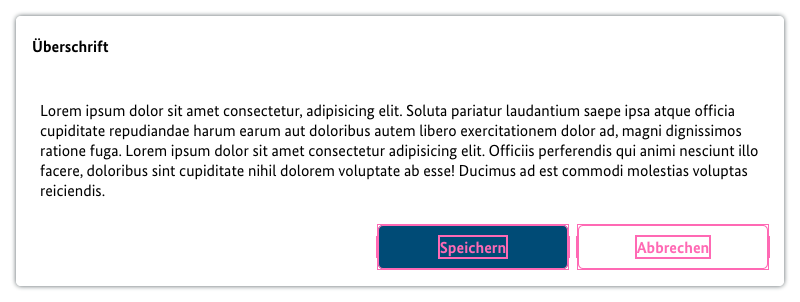 Überschrift
Lorem ipsum dolor sit amet consectetur, adipisicing elit. Soluta pariatur laudantium saepe ipsa atque officia
cupiditate repudiandae harum earum aut doloribus autem libero exercitationem dolor ad, magni dignissimos
ratione fuga. Lorem ipsum dolor sit amet consectetur adipisicing elit. Officiis perferendis qui animi nesciunt illo
facere, doloribus sint cupiditate nihil dolorem voluptate ab esse! Ducimus ad est commodi molestias voluptas
reiciendis.
Speichern Abbrechen